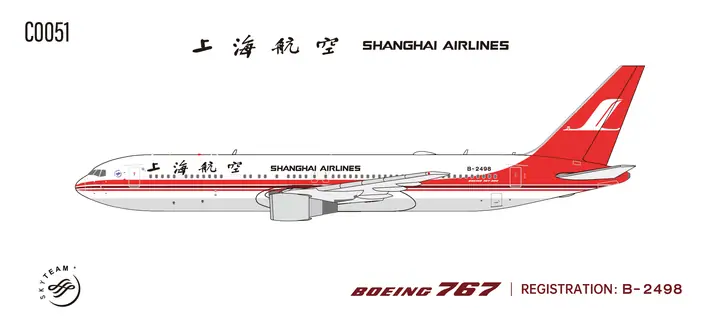 C0051
上海航空 SHANGHAI AIRLINES
上海航空 SHANGHAI AIRLINES B-2498
SKYTEAM
BOEING 767 | REGISTRATION: B-2498